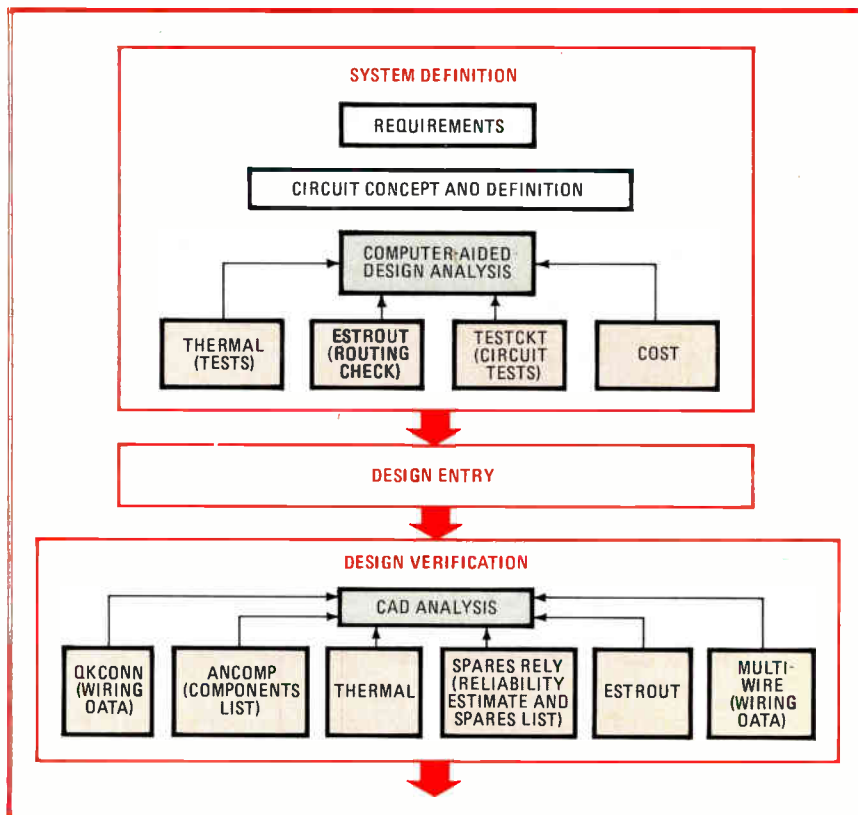 SYSTEM DEFINITION
REQUIREMENTS
CIRCUIT CONCEPT AND DEFINITION
COMPUTER-AIDED-
DESIGN ANALYSIS
THERMAL
(TESTS)
ESTROUT
(ROUTING
CHECK)
TESTCKT
(CIRCUIT
TESTS)
COST
DESIGN ENTRY
DESIGN VERIFICATION
CAD ANALYSIS
QKCONN
(WIRING
DATA)
ANCOMP
(COMPONENTS
LIST)
THERMAL
SPARES RELY
(RELIABILITY
ESTIMATE AND
SPARES LIST)
ESTROUT
MULTI-
WIRE
(WIRING
DATA)